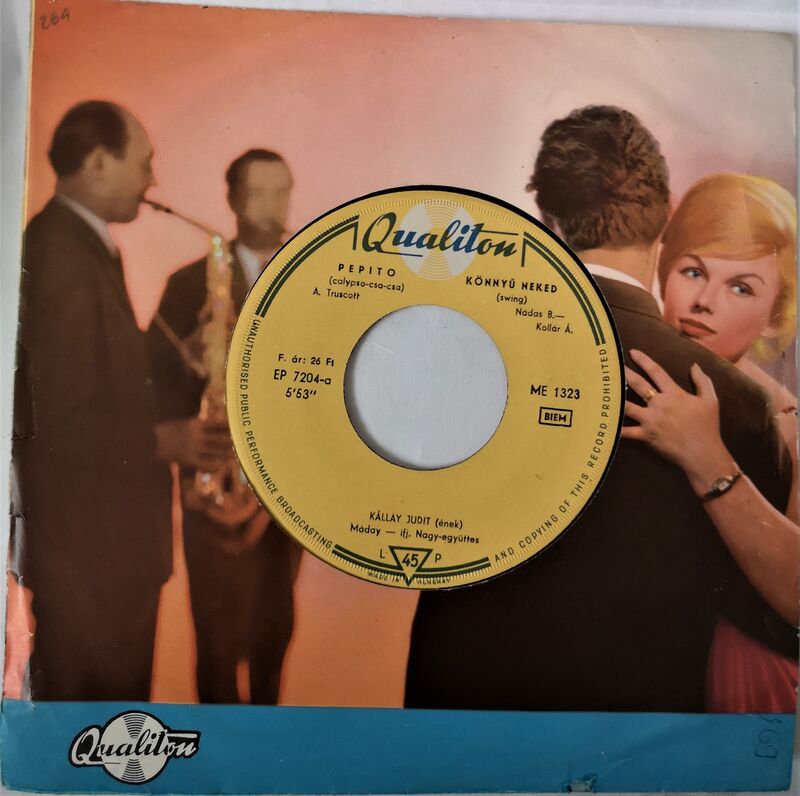 264
Qualiton
PEPITO
(calypso-csa-csa)
A. Truscott
KÖNNYŰ NEKED
(swing)
Nádas B.—
Kollár Á.
F. ár: 26 Ft
EP 7204-a
5'53"
ME 1323
BIEM
KÁLLAY JUDIT (ének)
Máday — ifj. Nagy-együttes
L 45 P
MADE IN HUNGARY
UNAUTHORISED PUBLIC PERFORMANCE BROADCASTING AND COPYING OF THIS RECORD PROHIBITED
Qualiton